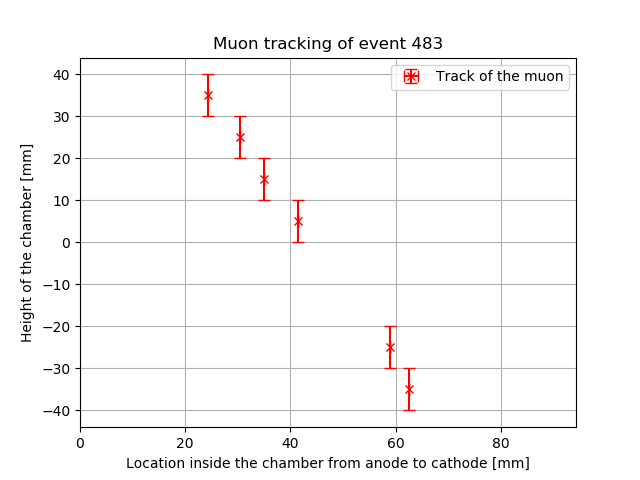 Muon tracking of event 483
Track of the muon
Height of the chamber [mm]
40
30
20
10
0
−10
−20
−30
−40
0 20 40 60 80
Location inside the chamber from anode to cathode [mm]